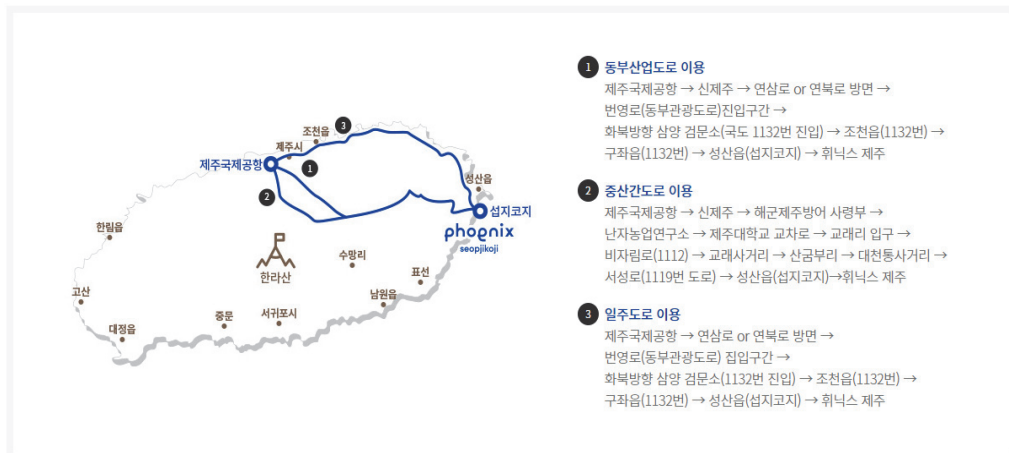 조천읍
3
제주시
제주국제공항
1
2
성산읍
섭지코지
phoenix
seopjikoji
한림읍
수망리
한라산
표선
고산
남원읍
서귀포시
중문
대정읍
1 동부산업도로 이용
제주국제공항 → 신제주 → 연삼로 or 연북로 방면 →
번영로(동부관광도로)진입구간 →
화북방향 삼양 검문소(국도 1132번 진입) → 조천읍(1132번) →
구좌읍(1132번) → 성산읍(섭지코지) → 휘닉스 제주
2 중산간도로 이용
제주국제공항 → 신제주 → 해군제주방어 사령부 →
난자농업연구소 → 제주대학교 교차로 → 교래리 입구 →
비자림로(1112) → 교래사거리 → 산굼부리 → 대천통사거리 →
서성로(1119번 도로) → 성산읍(섭지코지)→휘닉스 제주
3 일주도로 이용
제주국제공항 → 연삼로 or 연북로 방면 →
번영로(동부관광도로) 집입구간 →
화북방향 삼양 검문소(1132번 진입) → 조천읍(1132번) →
구좌읍(1132번) → 성산읍(섭지코지) → 휘닉스 제주